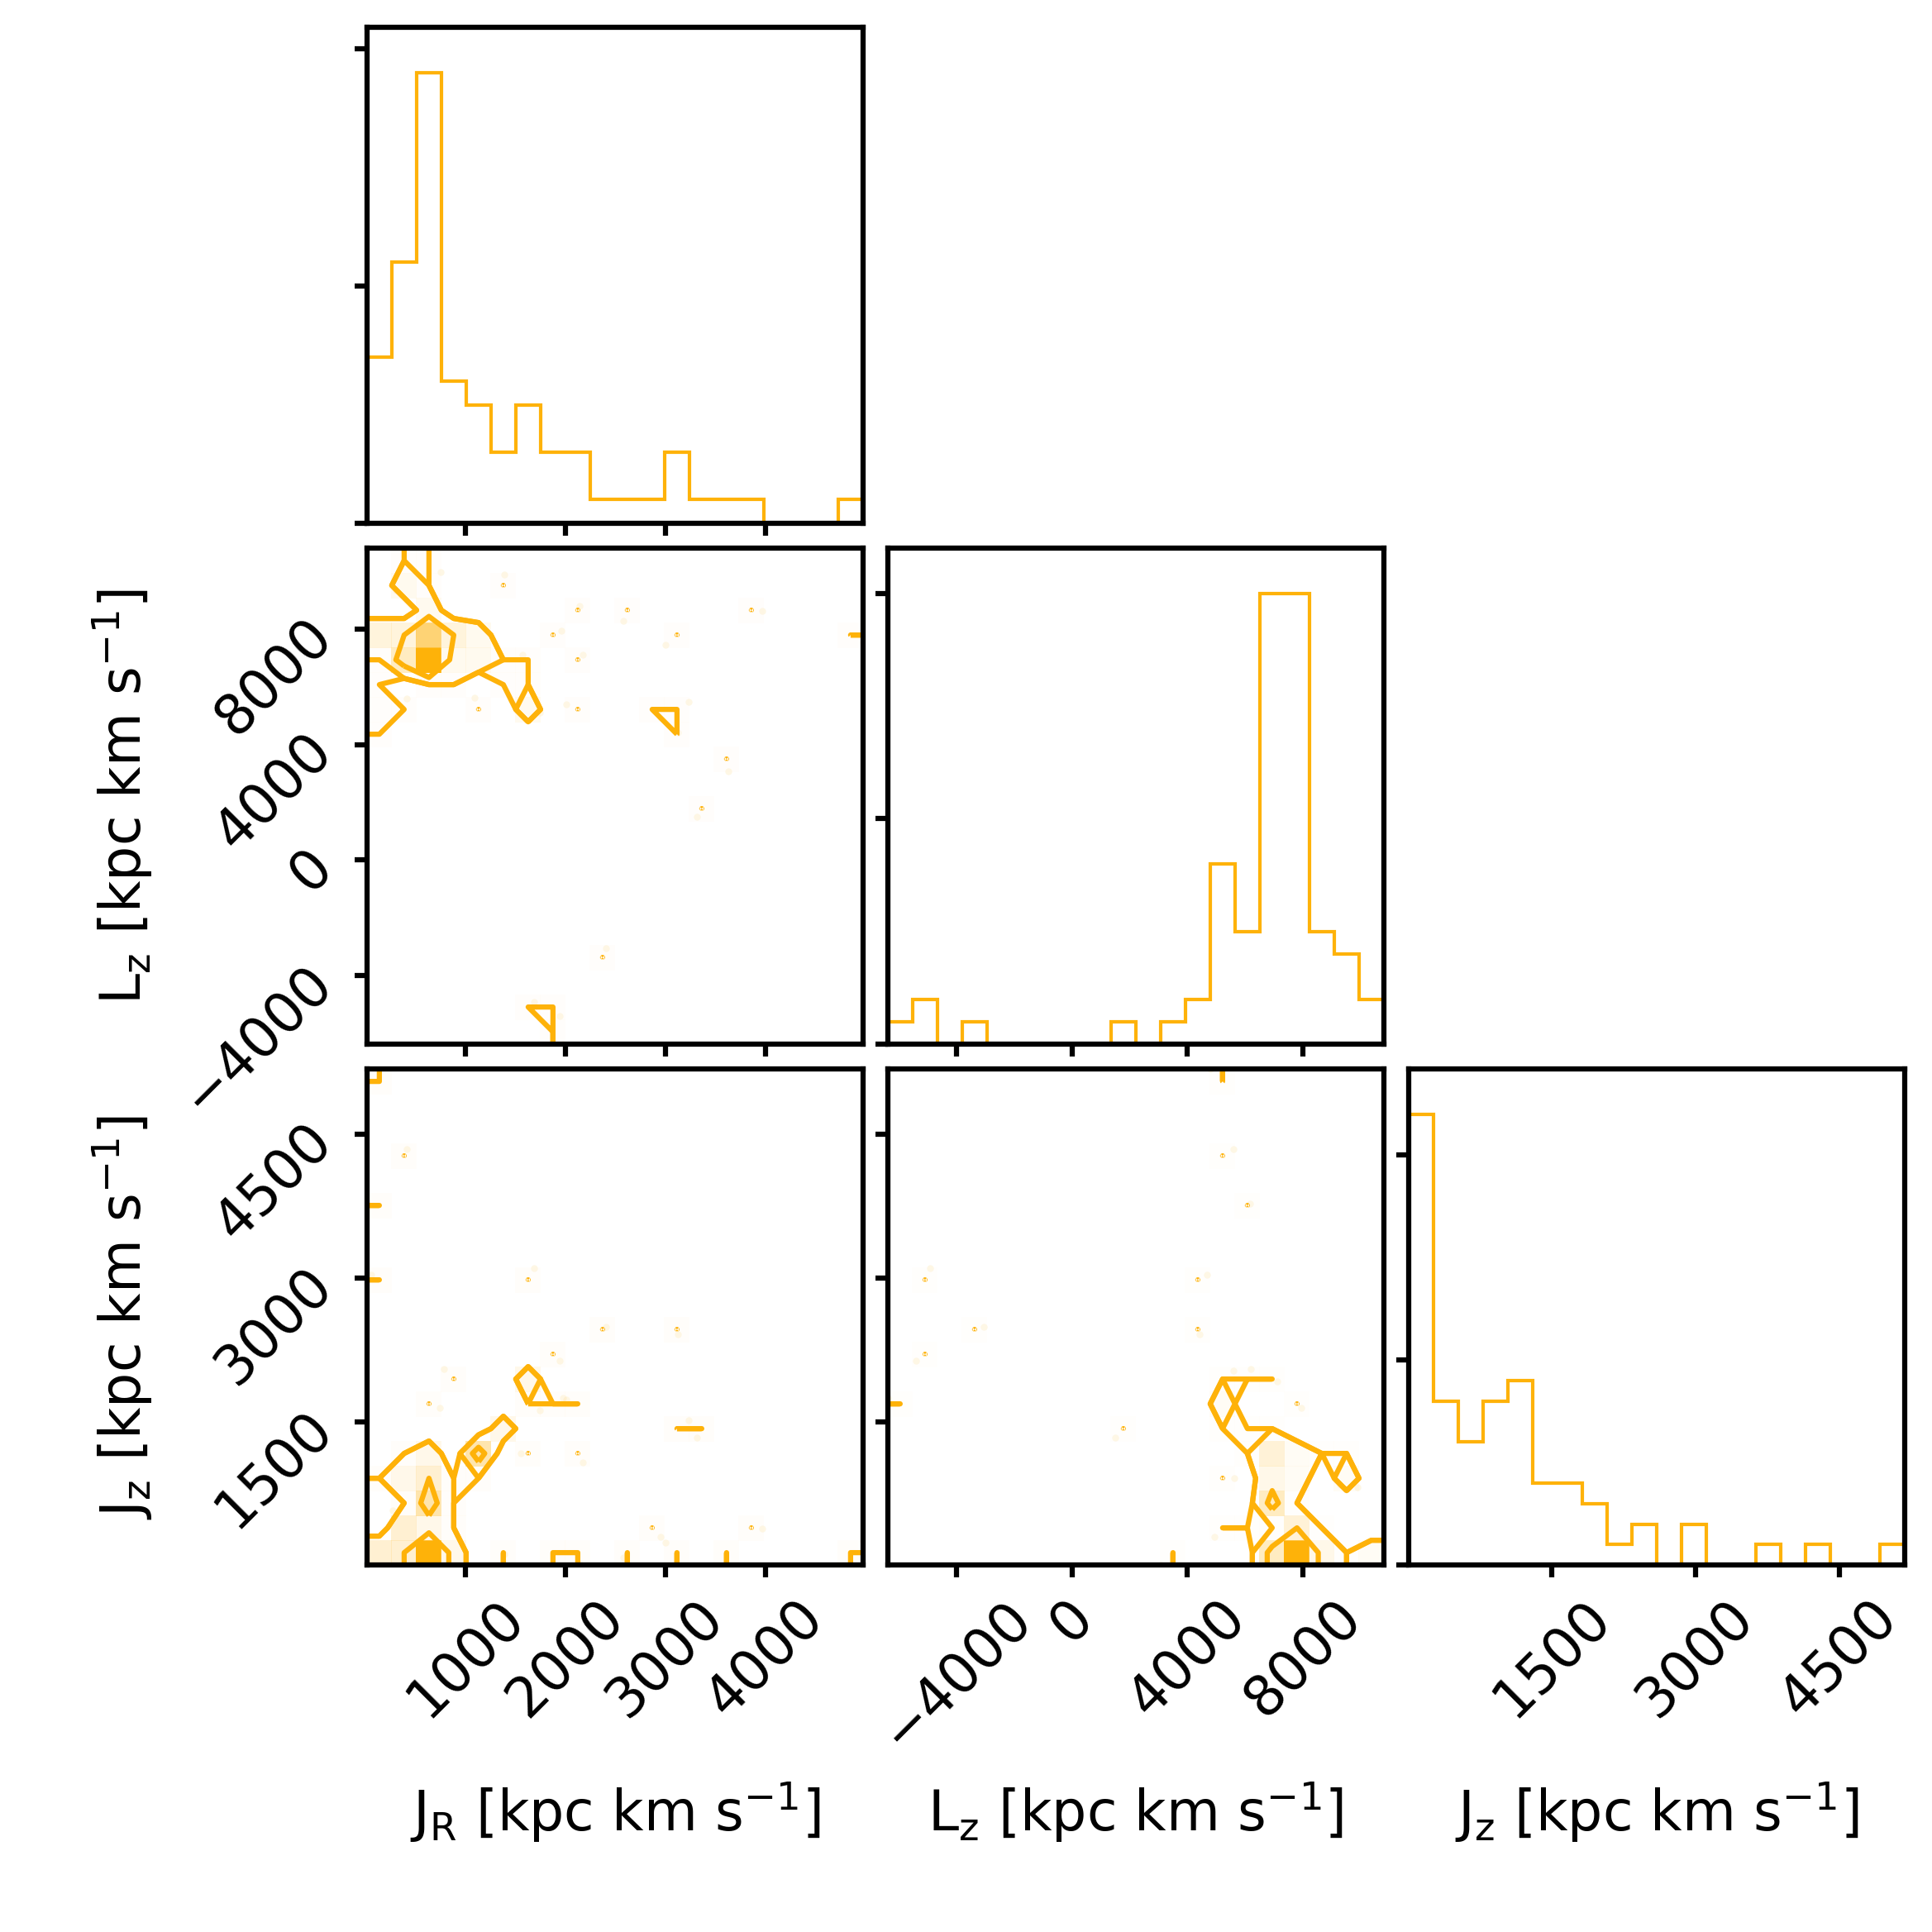 L_z [kpc km s⁻¹]
8000
4000
0
−4000
J_z [kpc km s⁻¹]
4500
3000
1500
1000 2000 3000 4000
−4000 0 4000 8000
1500 3000 4500
J_R [kpc km s⁻¹]
L_z [kpc km s⁻¹]
J_z [kpc km s⁻¹]